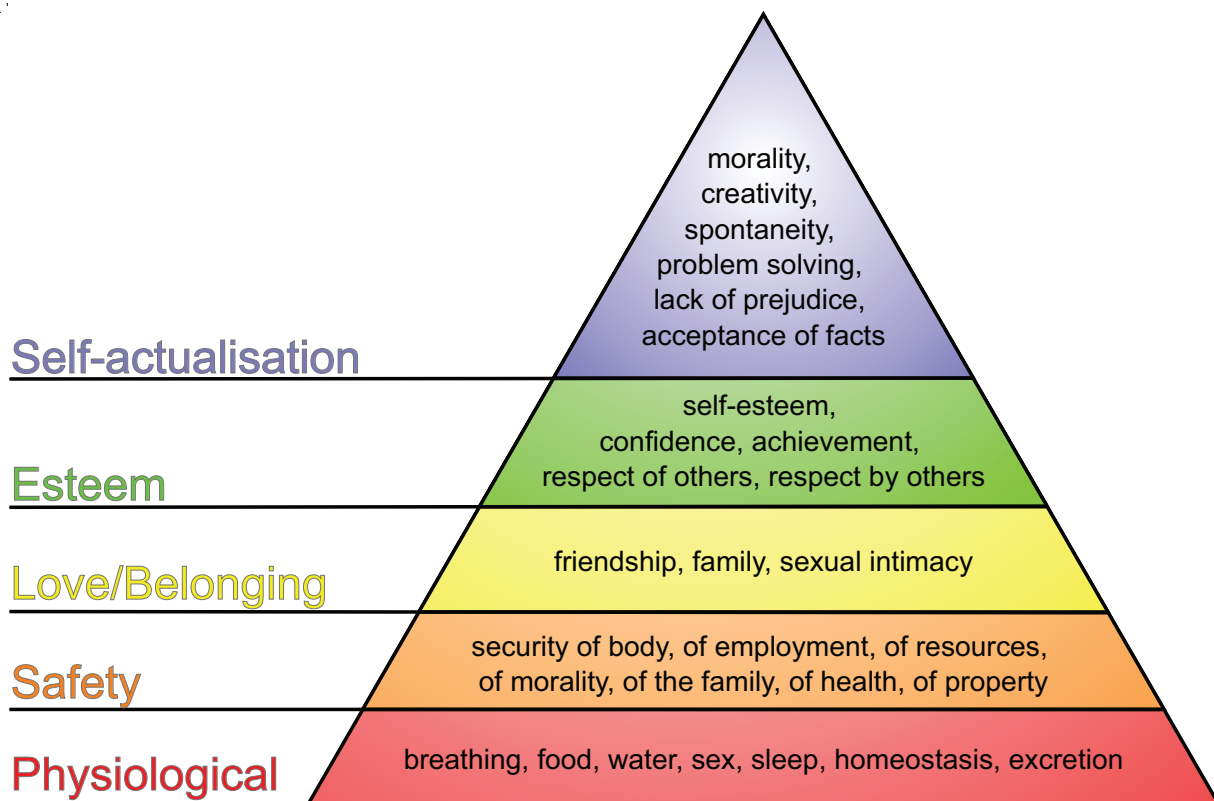 morality,
creativity,
spontaneity,
problem solving,
lack of prejudice,
acceptance of facts
Self-actualisation
self-esteem,
confidence, achievement,
respect of others, respect by others
Esteem
friendship, family, sexual intimacy
Love/Belonging
security of body, of employment, of resources,
of morality, of the family, of health, of property
Safety
breathing, food, water, sex, sleep, homeostasis, excretion
Physiological